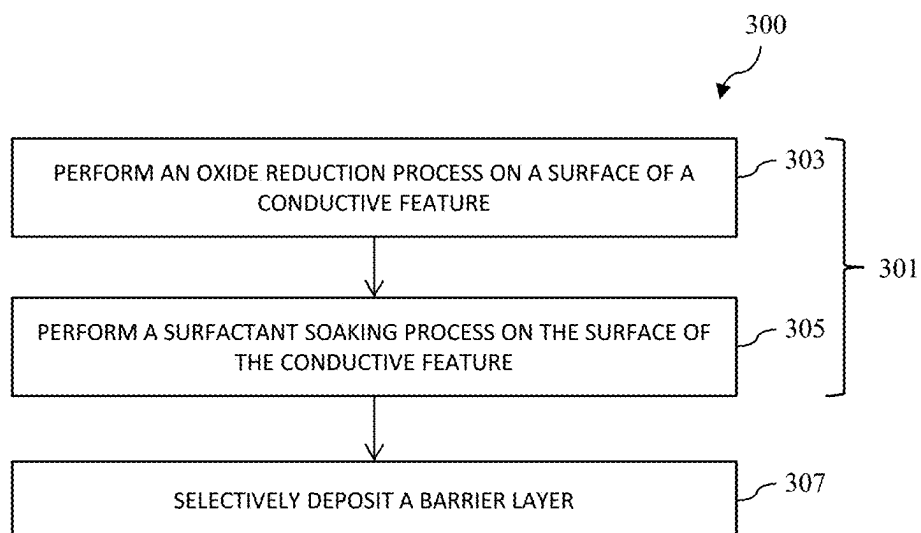 300
PERFORM AN OXIDE REDUCTION PROCESS ON A SURFACE OF A
CONDUCTIVE FEATURE
303
301
PERFORM A SURFACTANT SOAKING PROCESS ON THE SURFACE OF
THE CONDUCTIVE FEATURE
305
SELECTIVELY DEPOSIT A BARRIER LAYER
307